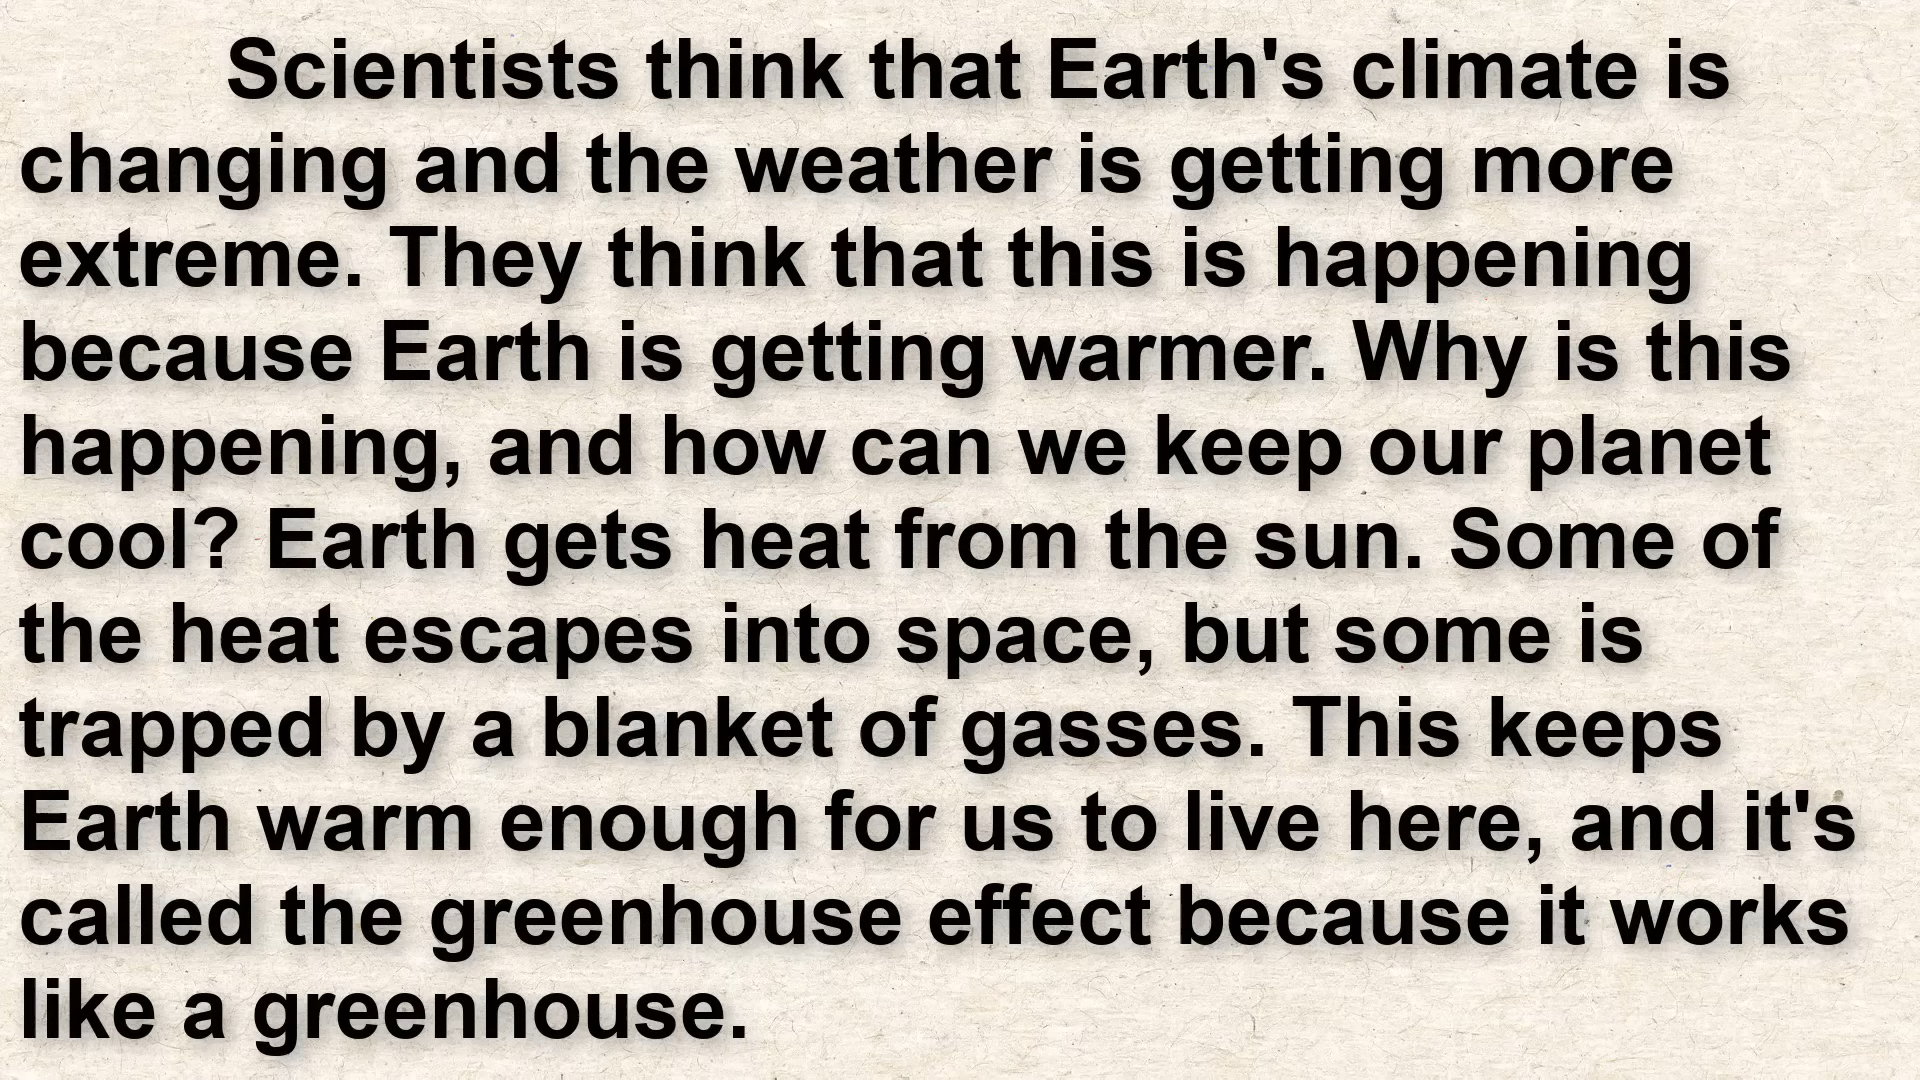 Scientists think that Earth's climate is
changing and the weather is getting more
extreme. They think that this is happening
because Earth is getting warmer. Why is this
happening, and how can we keep our planet
cool? Earth gets heat from the sun. Some of
the heat escapes into space, but some is
trapped by a blanket of gasses. This keeps
Earth warm enough for us to live here, and it's
called the greenhouse effect because it works
like a greenhouse.